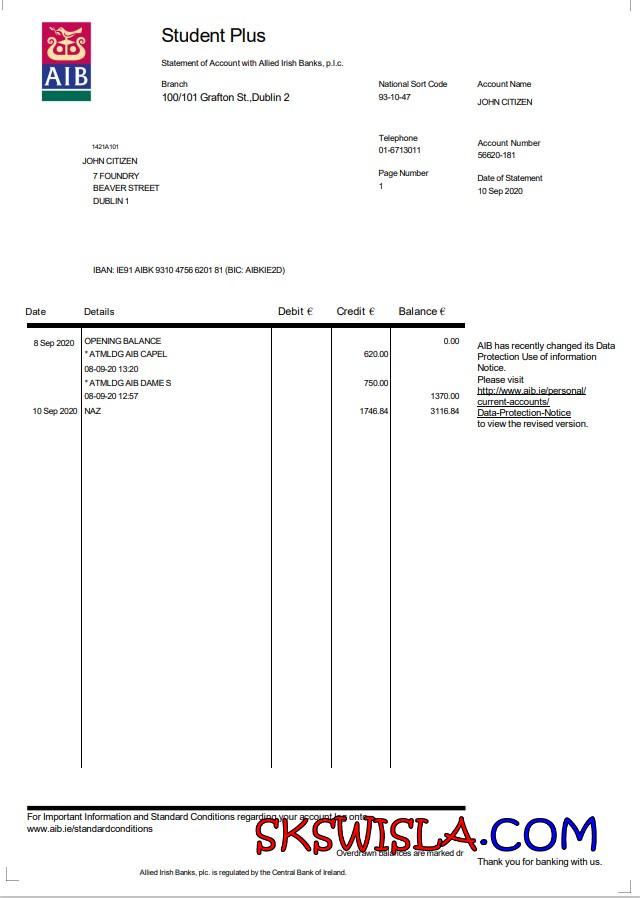 AIB
Student Plus
Statement of Account with Allied Irish Banks, p.l.c.
Branch
100/101 Grafton St.,Dublin 2
National Sort Code
93-10-47
Account Name
JOHN CITIZEN
Telephone
01-6713011
Account Number
56620-181
Page Number
1
Date of Statement
10 Sep 2020
1421A101
JOHN CITIZEN
7 FOUNDRY
BEAVER STREET
DUBLIN 1
IBAN: IE91 AIBK 9310 4756 6201 81 (BIC: AIBKIE2D)
Date Details Debit € Credit € Balance €
8 Sep 2020 OPENING BALANCE 0.00
* ATMLDG AIB CAPEL 620.00
08-09-20 13:20
* ATMLDG AIB DAME S 750.00
08-09-20 12:57 1370.00
10 Sep 2020 NAZ 1746.84 3116.84
AIB has recently changed its Data
Protection Use of information
Notice.
Please visit
http://www.aib.ie/personal/
current-accounts/
Data-Protection-Notice
to view the revised version.
For Important Information and Standard Conditions regarding your account log onto
www.aib.ie/standardconditions
SKSWISLA.COM
Overdrawn balances are marked dr
Thank you for banking with us.
Allied Irish Banks, plc. is regulated by the Central Bank of Ireland.